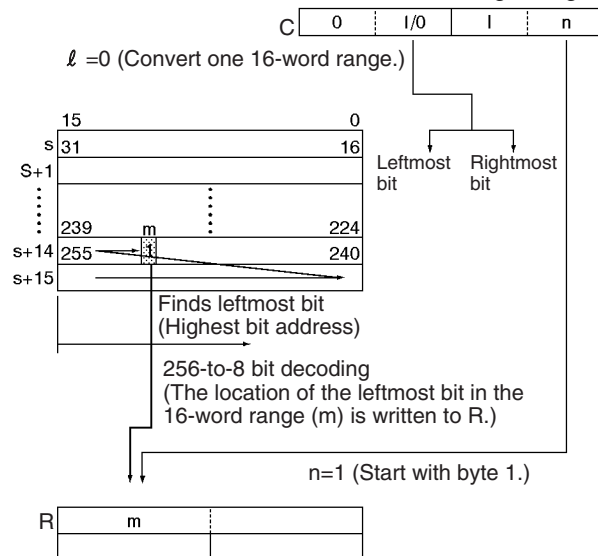 C 0 1/0 l n
ℓ =0 (Convert one 16-word range.)
15 0
s 31 16
S+1
Leftmost bit
Rightmost bit
239 m 224
s+14 255 1 240
s+15
Finds leftmost bit
(Highest bit address)
256-to-8 bit decoding
(The location of the leftmost bit in the
16-word range (m) is written to R.)
n=1 (Start with byte 1.)
R m